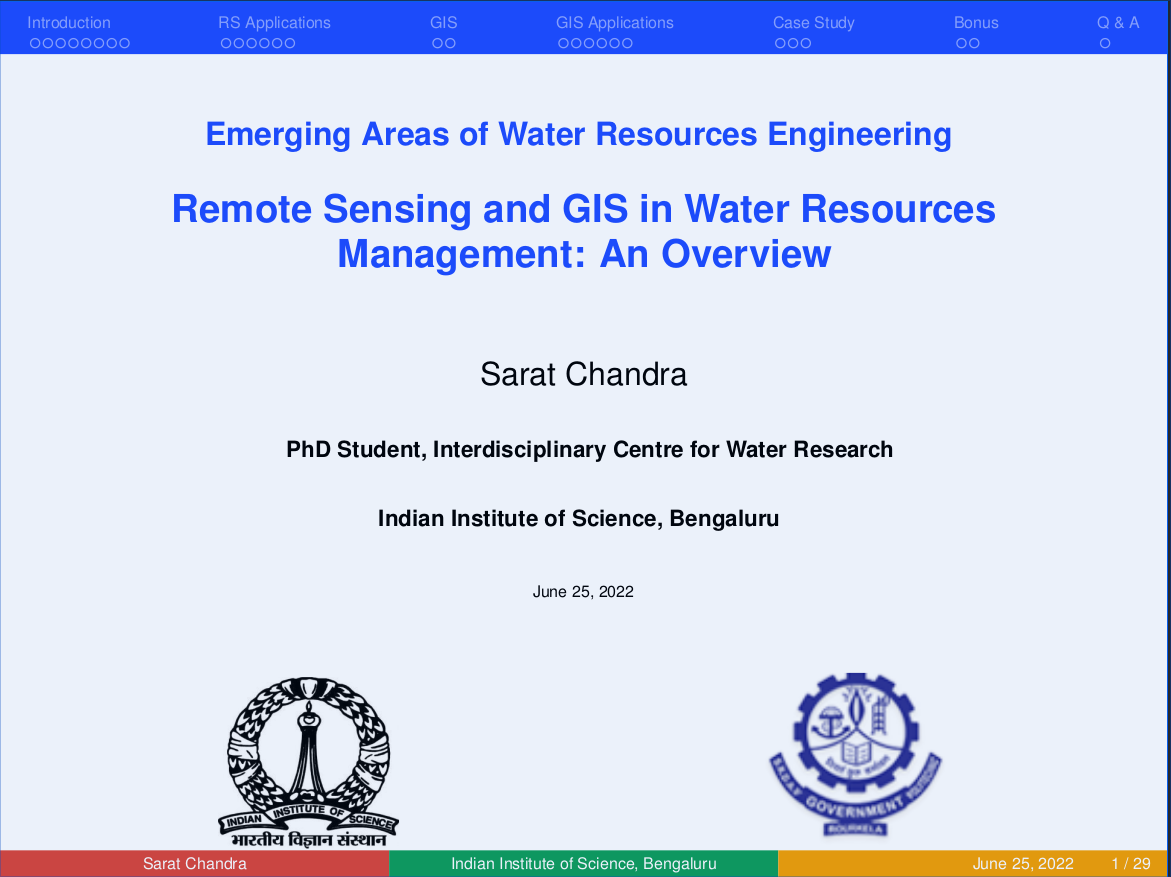 Introduction RS Applications GIS GIS Applications Case Study Bonus Q & A
Emerging Areas of Water Resources Engineering
Remote Sensing and GIS in Water Resources
Management: An Overview
Sarat Chandra
PhD Student, Interdisciplinary Centre for Water Research
Indian Institute of Science, Bengaluru
June 25, 2022
INDIAN INSTITUTE OF SCIENCE
भारतीय विज्ञान संस्थान
GOVERNMENT POLYTECHNIC
ROURKELA
Sarat Chandra Indian Institute of Science, Bengaluru June 25, 2022 1 / 29